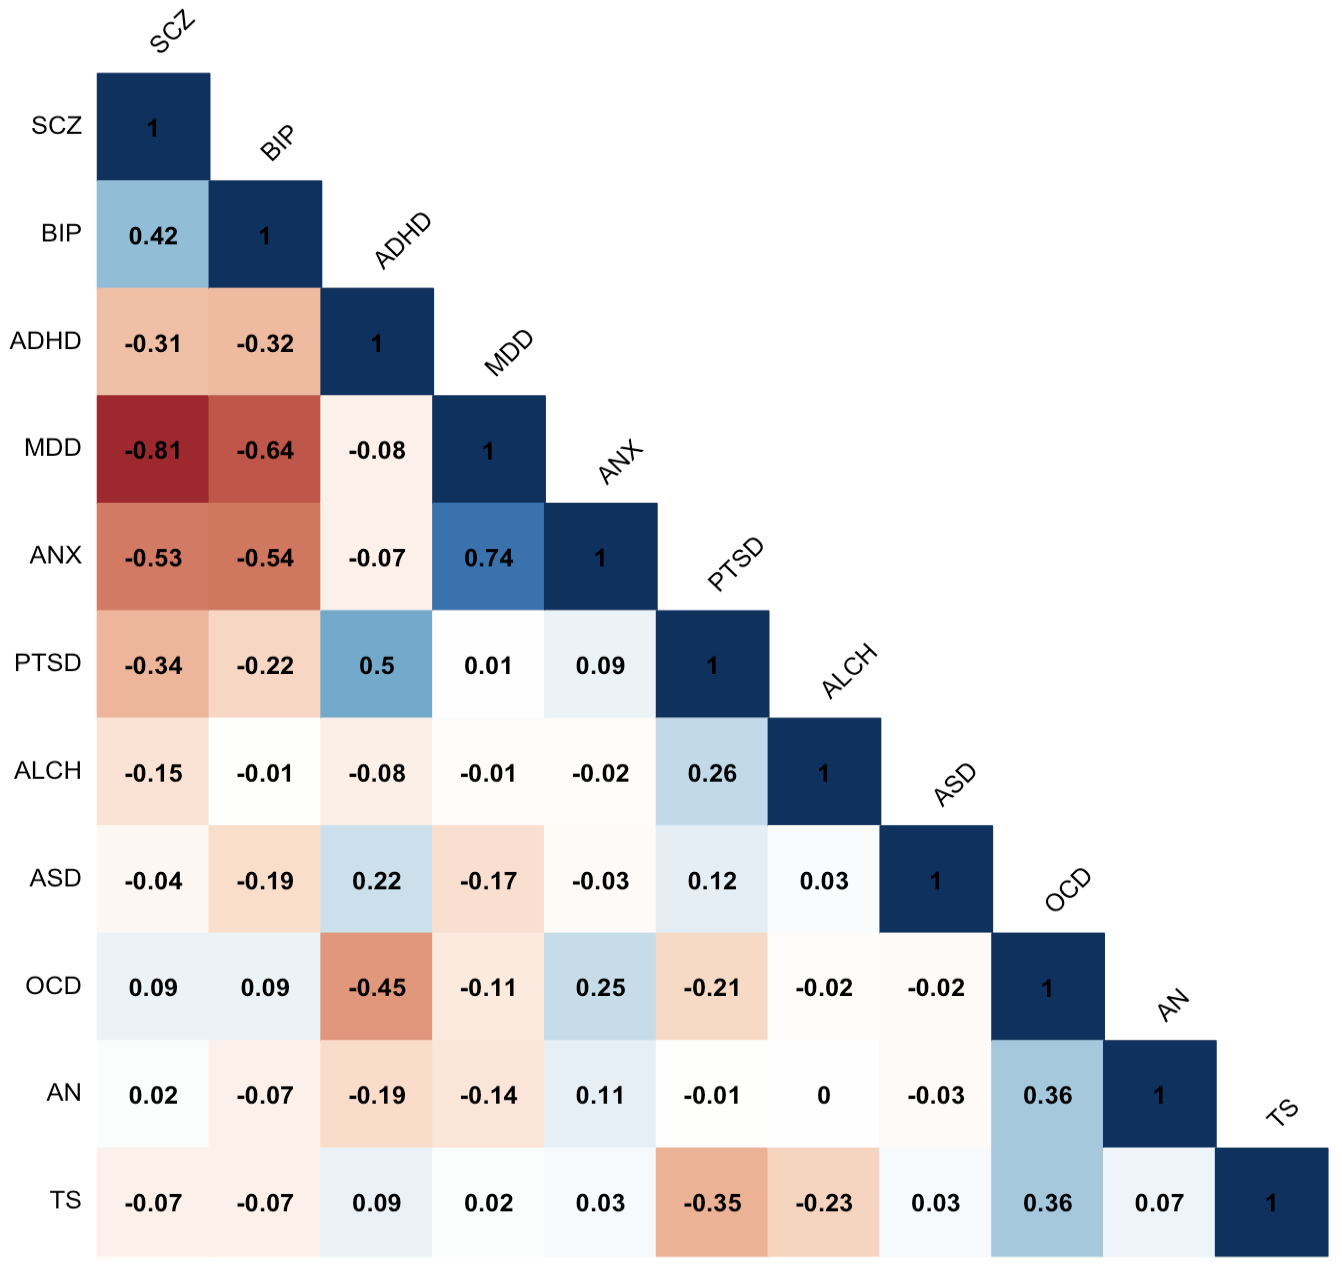 SCZ
SCZ 1 BIP
BIP 0.42 1 ADHD
ADHD -0.31 -0.32 1 MDD
MDD -0.81 -0.64 -0.08 1 ANX
ANX -0.53 -0.54 -0.07 0.74 1 PTSD
PTSD -0.34 -0.22 0.5 0.01 0.09 1 ALCH
ALCH -0.15 -0.01 -0.08 -0.01 -0.02 0.26 1 ASD
ASD -0.04 -0.19 0.22 -0.17 -0.03 0.12 0.03 1 OCD
OCD 0.09 0.09 -0.45 -0.11 0.25 -0.21 -0.02 -0.02 1 AN
AN 0.02 -0.07 -0.19 -0.14 0.11 -0.01 0 -0.03 0.36 1 TS
TS -0.07 -0.07 0.09 0.02 0.03 -0.35 -0.23 0.03 0.36 0.07 1